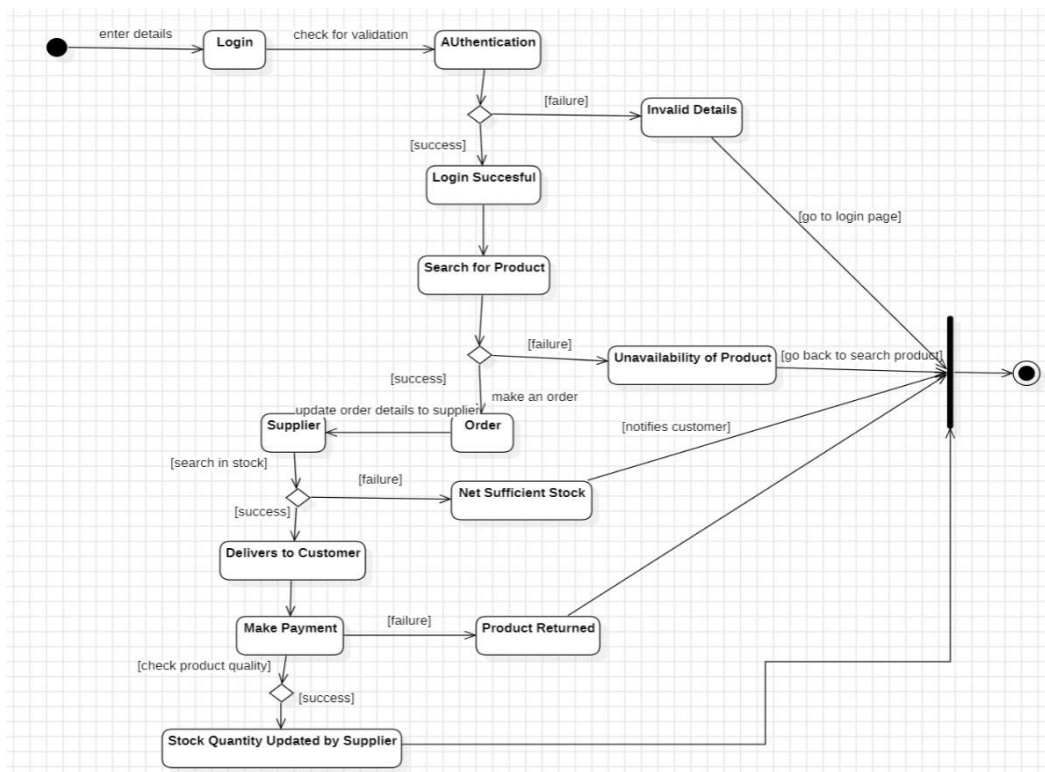 enter details
Login
check for validation
AUthentication
[failure]
Invalid Details
[success]
Login Succesful
[go to login page]
Search for Product
[failure]
Unavailability of Product
[go back to search product]
[success]
make an order
update order details to supplier
Supplier
Order
[notifies customer]
[search in stock]
[failure]
Net Sufficient Stock
[success]
Delivers to Customer
Make Payment
[failure]
Product Returned
[check product quality]
[success]
Stock Quantity Updated by Supplier